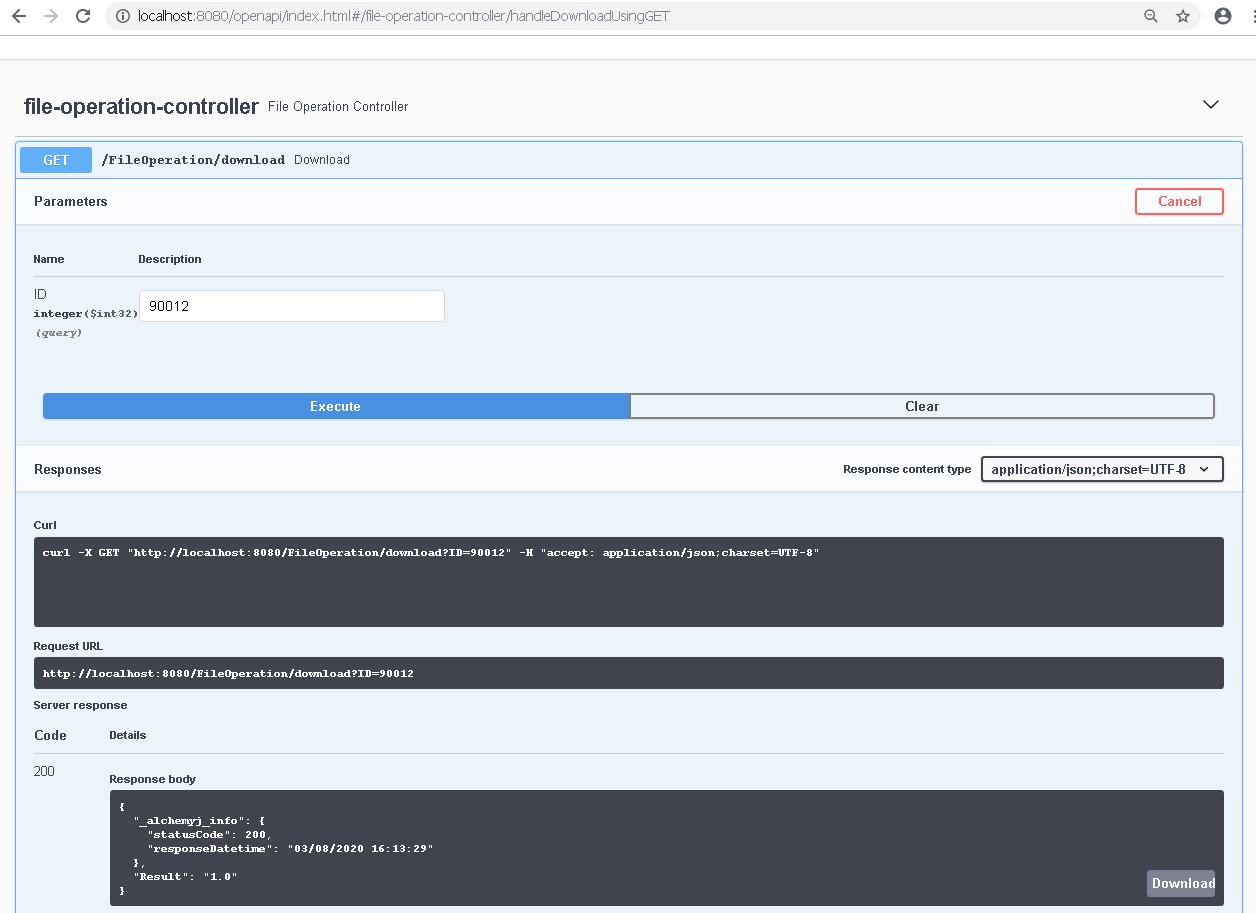 localhost:8080/openapi/index.html#/file-operation-controller/handleDownloadUsingGET
file-operation-controller File Operation Controller
GET /FileOperation/download Download
Parameters Cancel
Name Description
ID
integer($int32) 90012
(query)
Execute Clear
Responses Response content type application/json;charset=UTF-8
Curl
curl -X GET "http://localhost:8080/FileOperation/download?ID=90012" -H "accept: application/json;charset=UTF-8"
Request URL
http://localhost:8080/FileOperation/download?ID=90012
Server response
Code Details
200
Response body
{
"_alchemyj_info": {
"statusCode": 200,
"responseDatetime": "03/08/2020 16:13:29"
},
"Result": "1.0"
}
Download